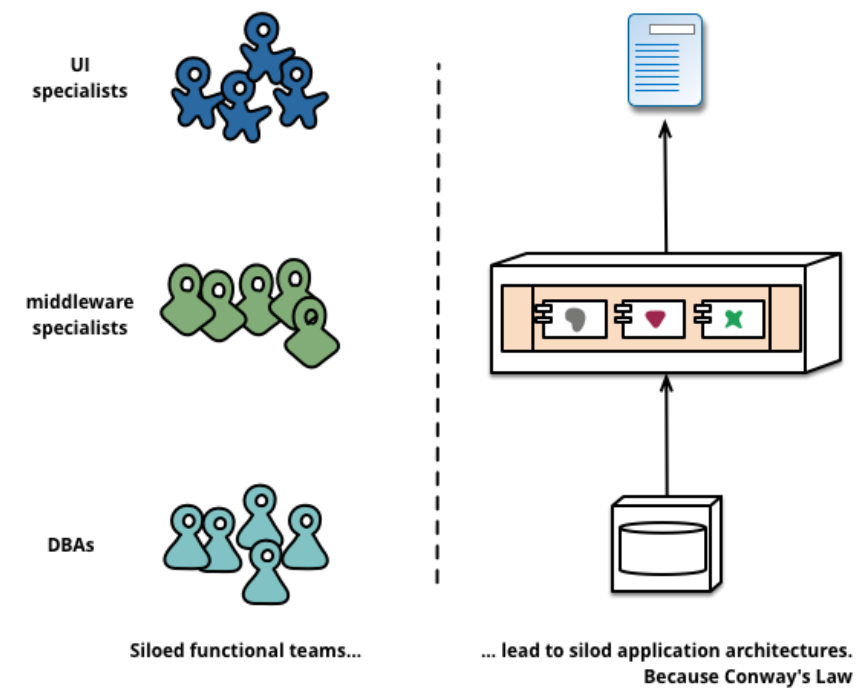 UI
specialists
middleware
specialists
DBAs
Siloed functional teams...
... lead to silod application architectures.
Because Conway's Law